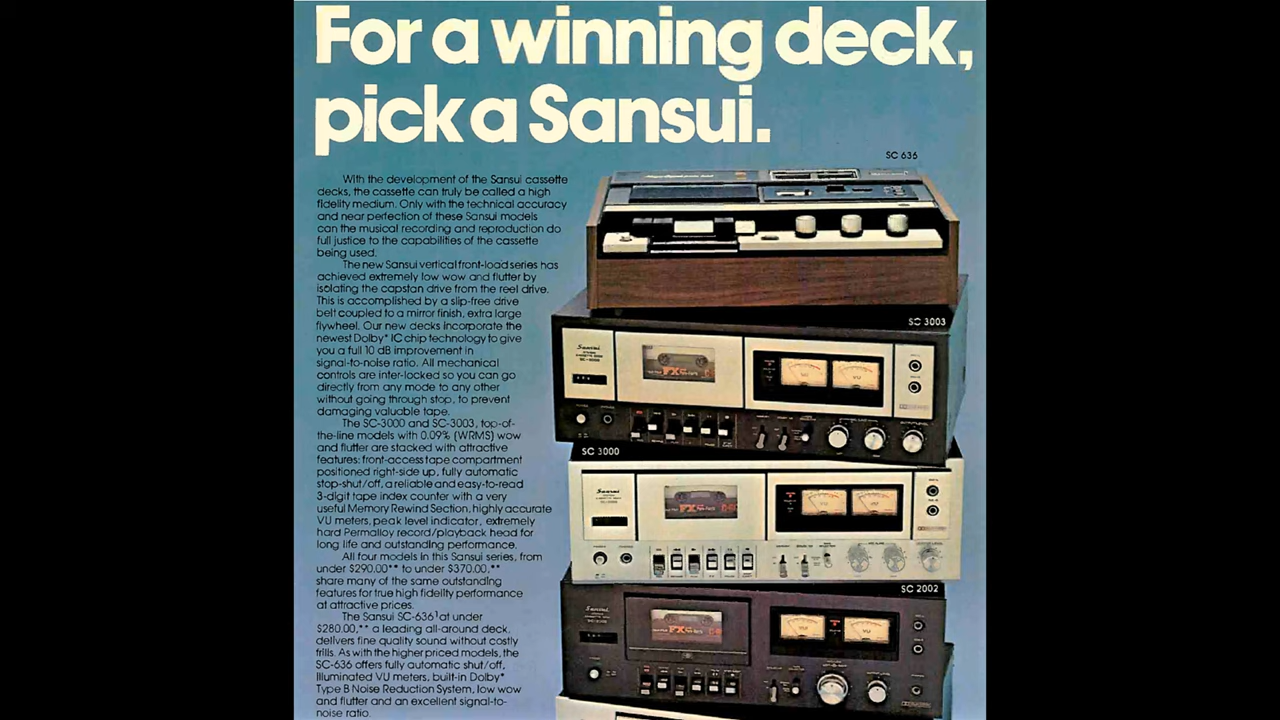 For a winning deck,
pick a Sansui.
SC 636
With the development of the Sansui cassette
decks, the cassette can truly be called a high
fidelity medium. Only with the technical accuracy
and near perfection of these Sansui models
can the musical recording and reproduction do
full justice to the capabilities of the cassette
being used.
The new Sansui vertical front-load series has
achieved extremely low wow and flutter by
isolating the capstan drive from the reel drive.
This is accomplished by a slip-free drive
belt coupled to a mirror finish, extra large
flywheel. Our new decks incorporate the
newest Dolby* IC chip technology to give
you a full 10 dB improvement in
signal-to-noise ratio. All mechanical
controls are inter-locked so you can go
directly from any mode to any other
without going through stop, to prevent
damaging valuable tape.
The SC-3000 and SC-3003, top-of-
the-line models with 0.09% (WRMS) wow
and flutter are stacked with attractive
features: front-access tape compartment
positioned right-side up, fully automatic
stop/shut/off, a reliable and easy-to-read
3-digit tape index counter with a very
useful Memory Rewind Section, highly accurate
VU meters, peak level indicator, extremely
hard Permalloy record/playback head for
long life and outstanding performance.
All four models in this Sansui series, from
under $290.00** to under $370.00,**
share many of the same outstanding
features for true high fidelity performance
at attractive prices.
The Sansui SC-636¹ at under
$280.00,** a leading all-around deck,
delivers fine quality sound without costly
frills. As with the higher priced models, the
SC-636 offers fully automatic shut/off,
Illuminated VU meters, built-in Dolby*
Type B Noise Reduction System, low wow
and flutter and an excellent signal-to-
noise ratio.
SC 3003
Sansui
FX
VU
VU
SC 3000
Sansui
FX
VU
VU
SC 2002
Sansui
FX
VU
VU